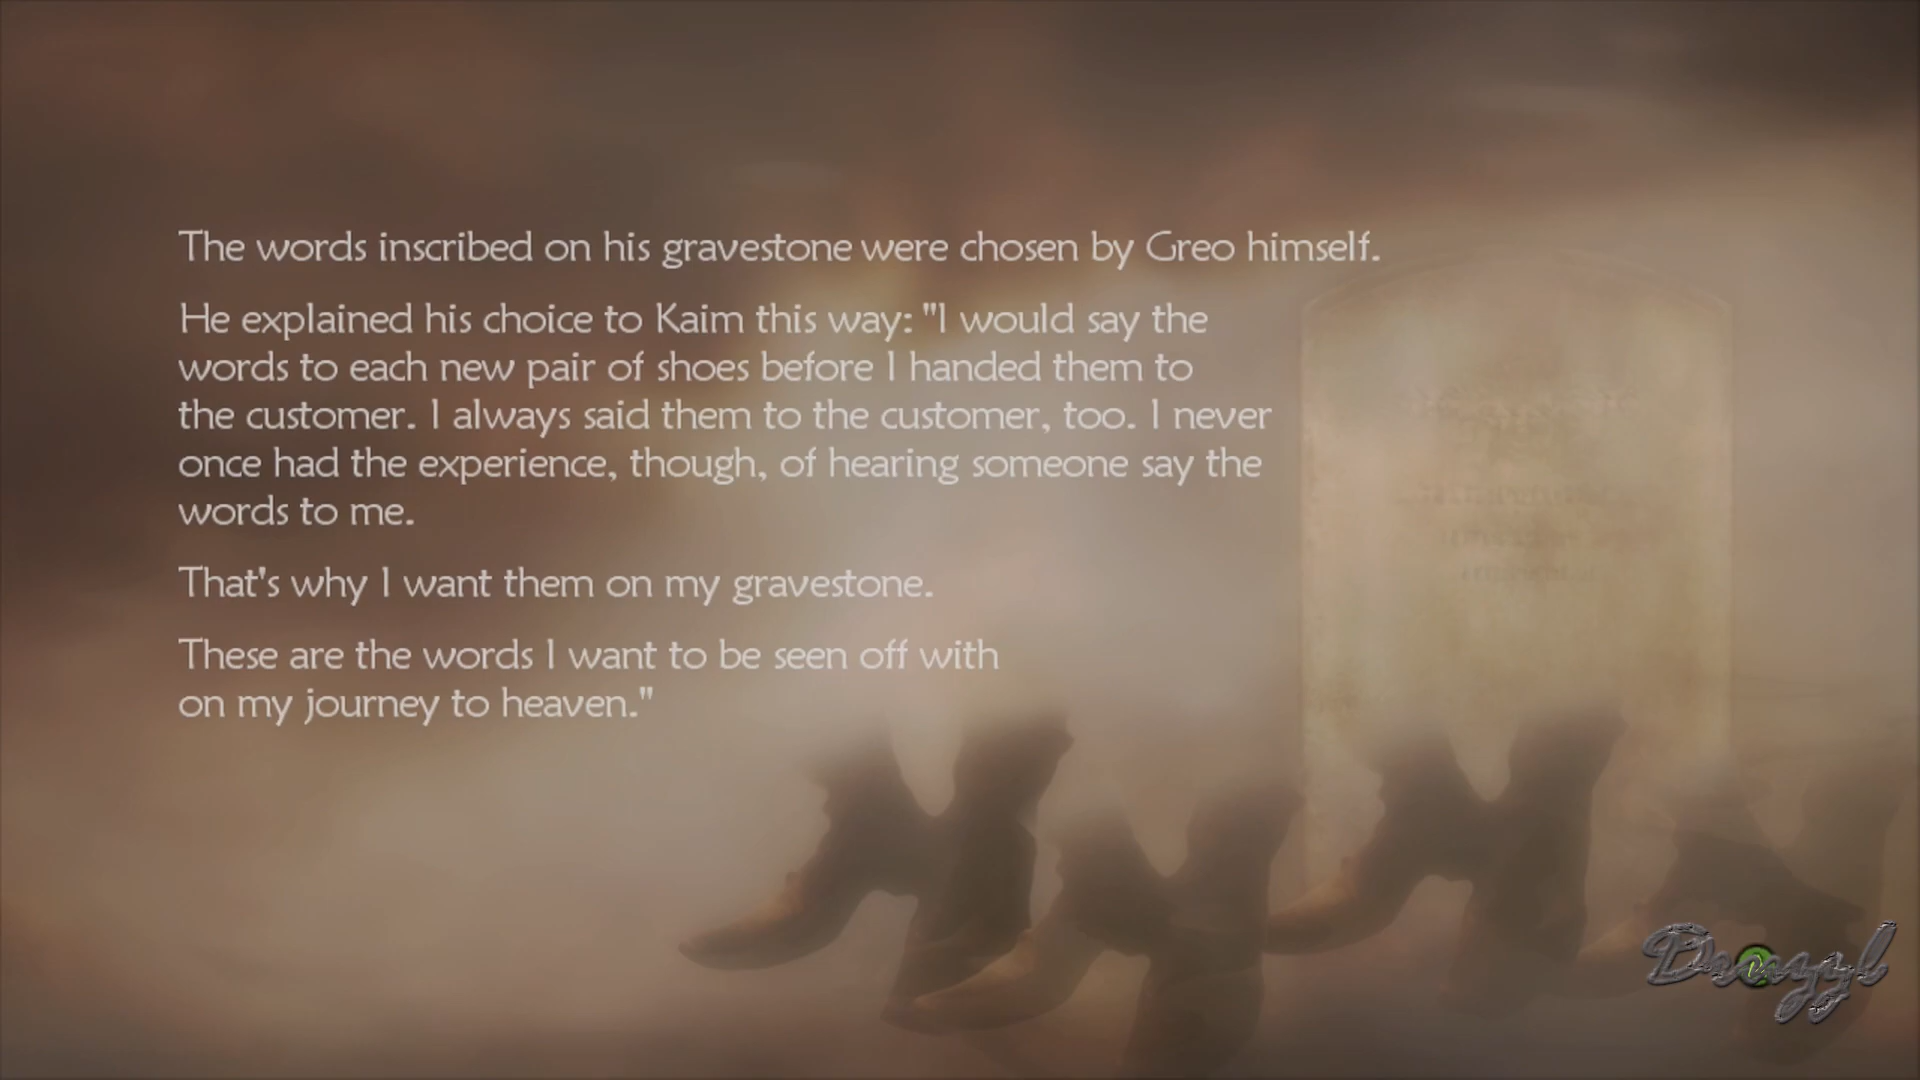 The words inscribed on his gravestone were chosen by Greo himself.
He explained his choice to Kaim this way: "I would say the
words to each new pair of shoes before I handed them to
the customer. I always said them to the customer, too. I never
once had the experience, though, of hearing someone say the
words to me.
That's why I want them on my gravestone.
These are the words I want to be seen off with
on my journey to heaven."